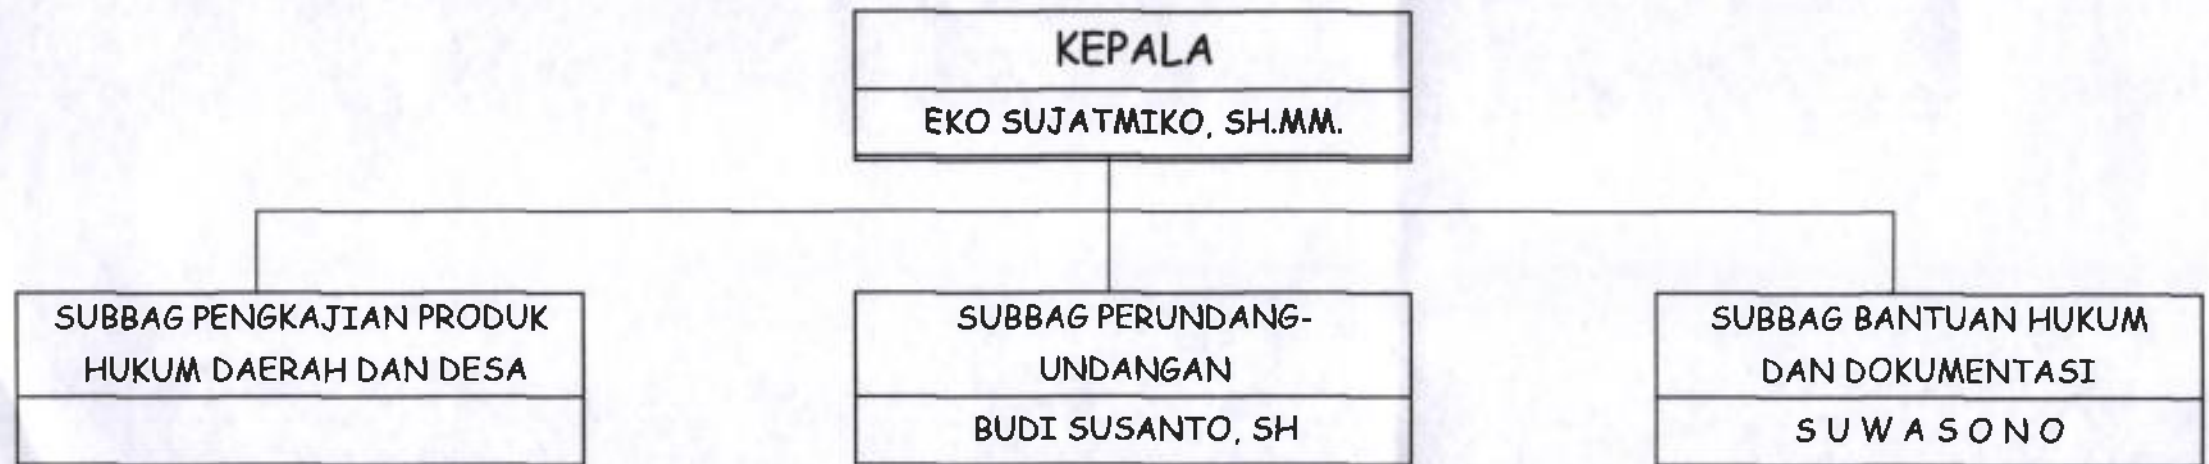 KEPALA
EKO SUJATMIKO, SH.MM.
SUBBAG PENGKAJIAN PRODUK
HUKUM DAERAH DAN DESA
SUBBAG PERUNDANG-
UNDANGAN
BUDI SUSANTO, SH
SUBBAG BANTUAN HUKUM
DAN DOKUMENTASI
S U W A S O N O